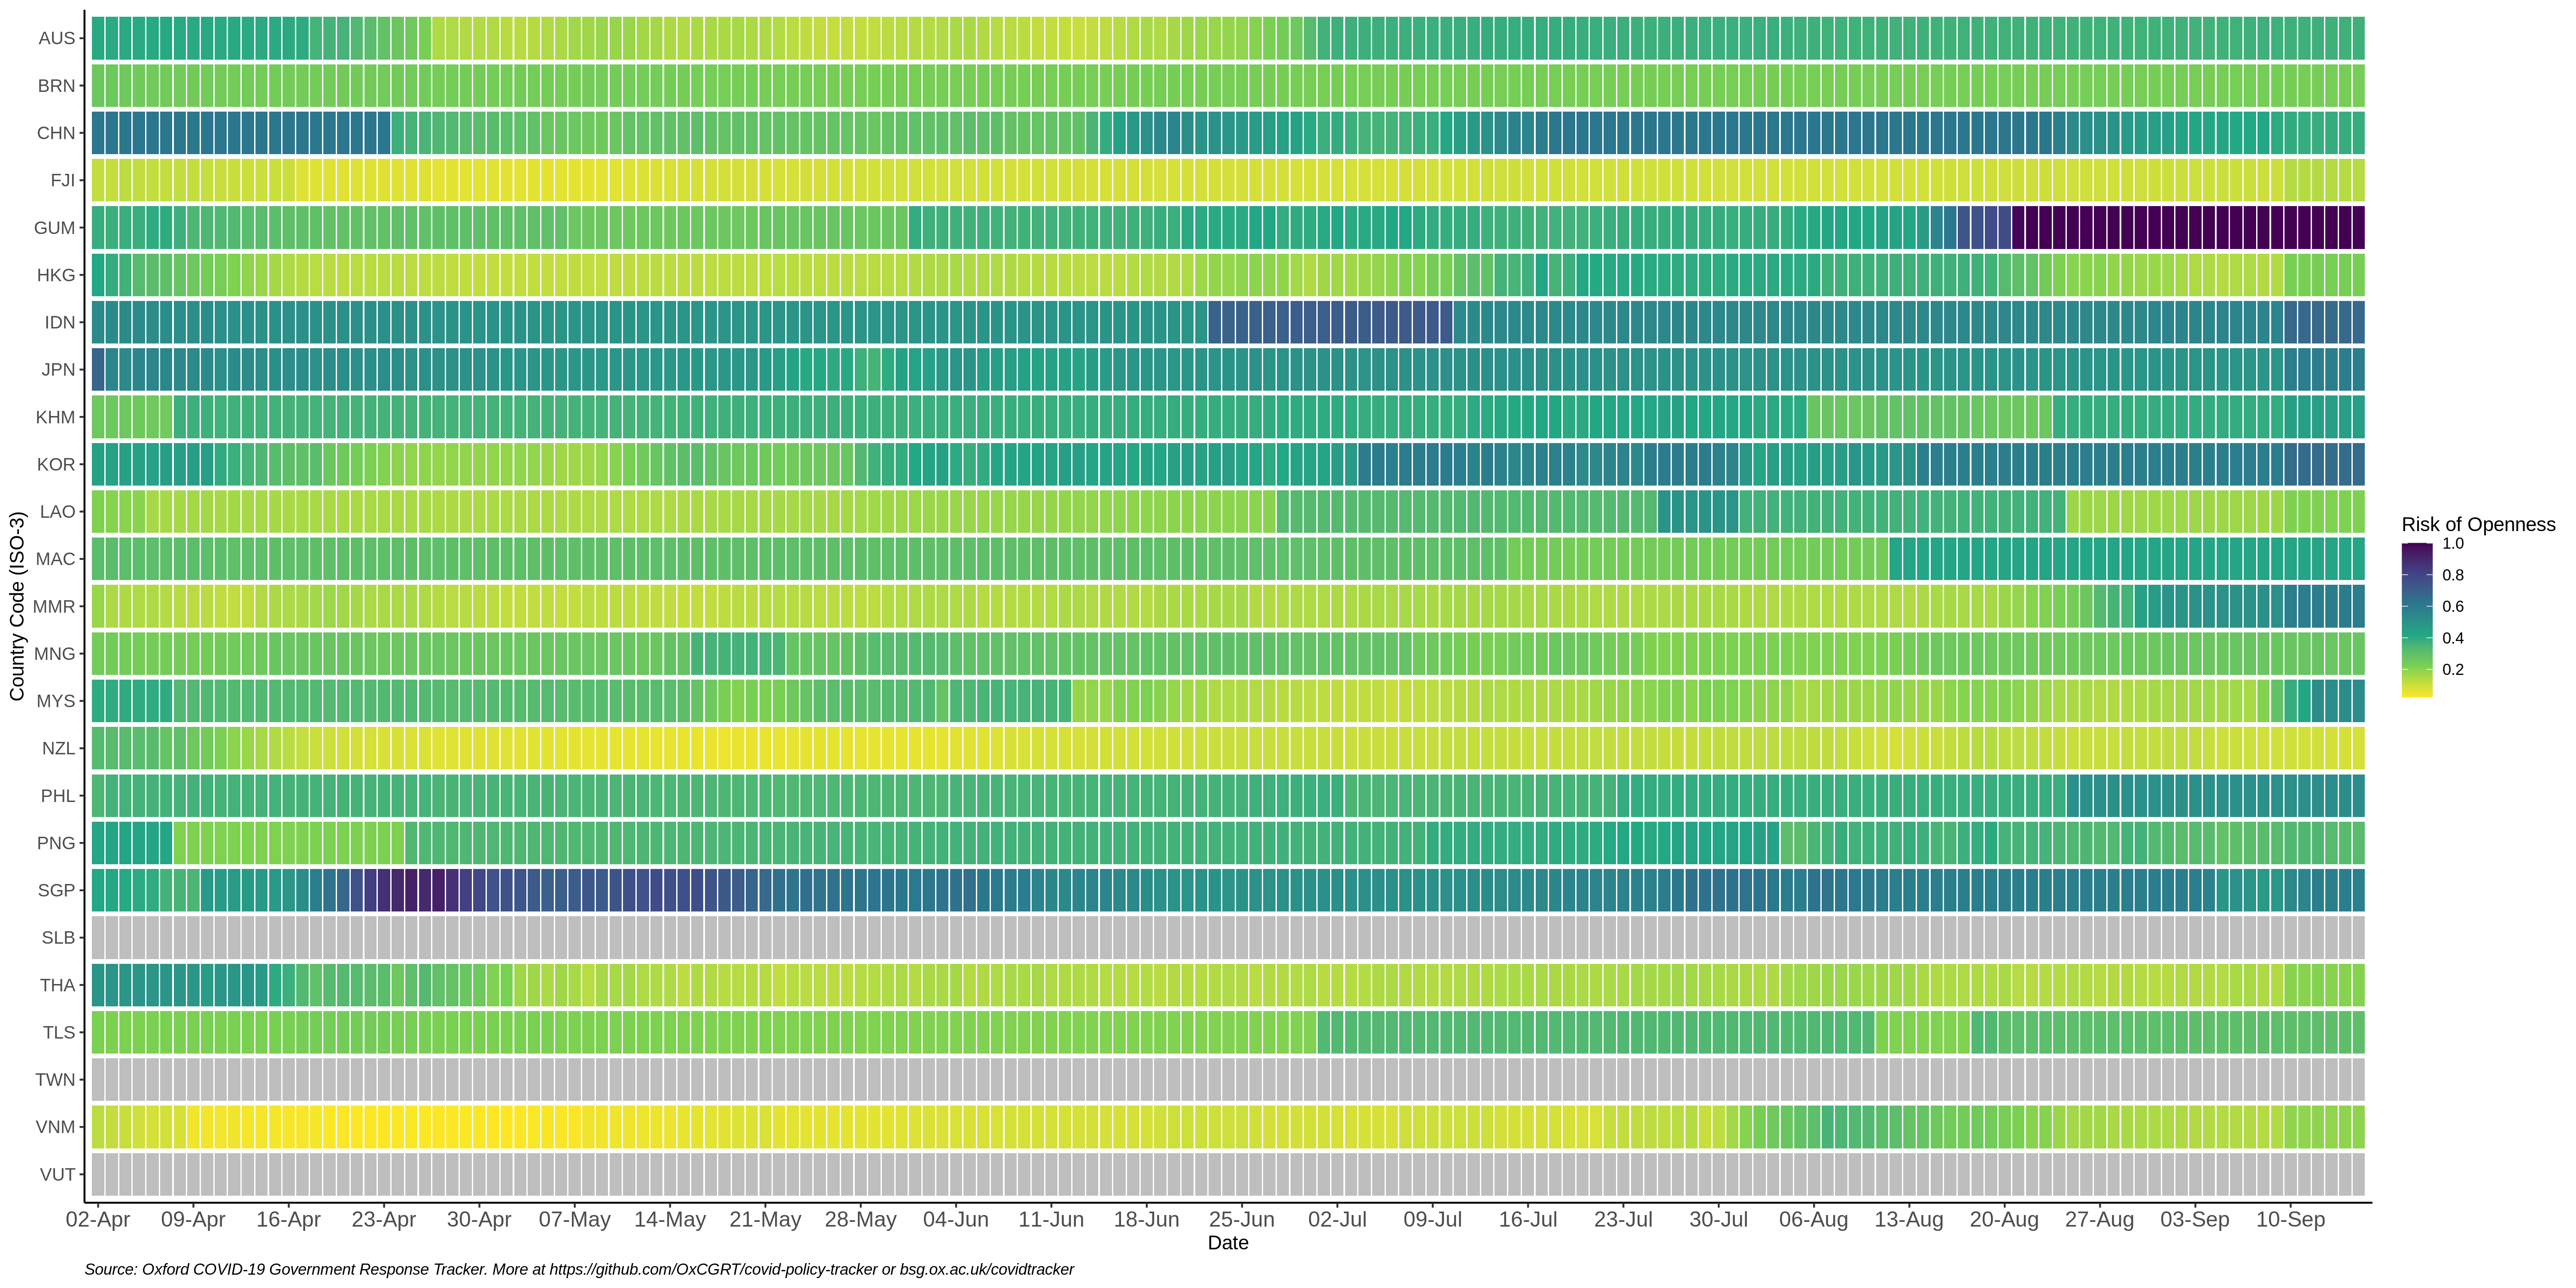 AUS
BRN
CHN
FJI
GUM
HKG
IDN
JPN
KHM
KOR
LAO
MAC
MMR
MNG
MYS
NZL
PHL
PNG
SGP
SLB
THA
TLS
TWN
VNM
VUT
Country Code (ISO-3)
02-Apr 09-Apr 16-Apr 23-Apr 30-Apr 07-May 14-May 21-May 28-May 04-Jun 11-Jun 18-Jun 25-Jun 02-Jul 09-Jul 16-Jul 23-Jul 30-Jul 06-Aug 13-Aug 20-Aug 27-Aug 03-Sep 10-Sep
Date
Risk of Openness
1.0
0.8
0.6
0.4
0.2
Source: Oxford COVID-19 Government Response Tracker. More at https://github.com/OxCGRT/covid-policy-tracker or bsg.ox.ac.uk/covidtracker